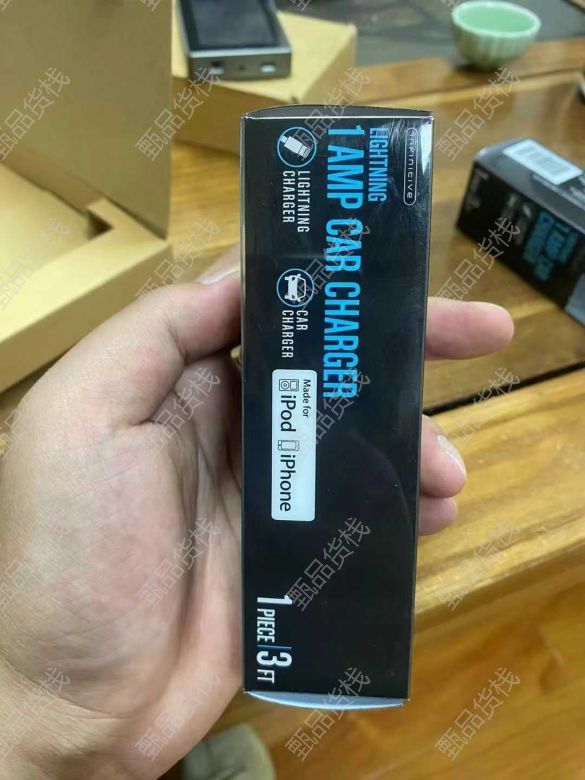 infinitive
LIGHTNING
1 AMP CAR CHARGER
LIGHTNING
CHARGER
CAR
CHARGER
Made for
iPod iPhone
1 PIECE | 3 FT
甄品货栈